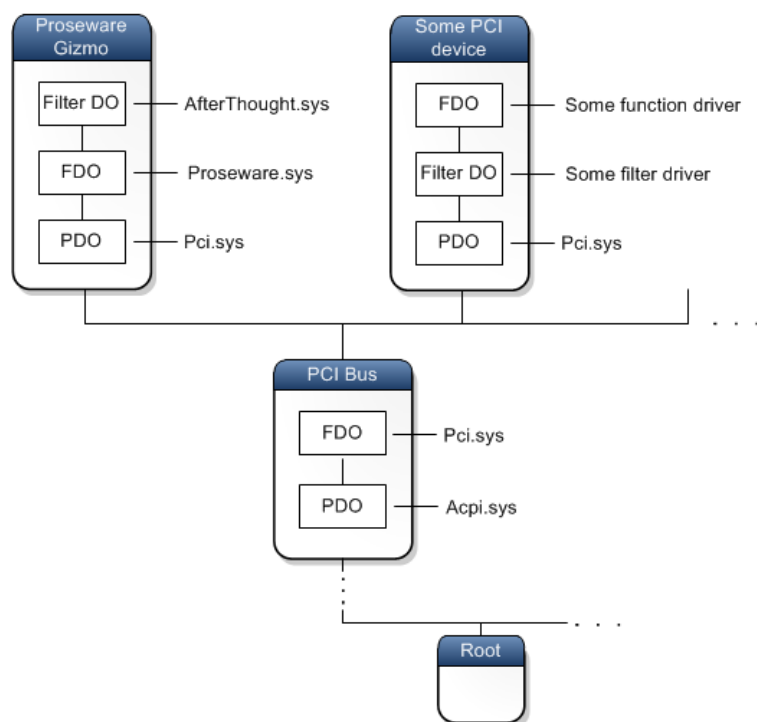 Proseware
Gizmo
Filter DO
AfterThought.sys
FDO
Proseware.sys
PDO
Pci.sys
Some PCI
device
FDO
Some function driver
Filter DO
Some filter driver
PDO
Pci.sys
. . .
PCI Bus
FDO
Pci.sys
PDO
Acpi.sys
. . .
Root